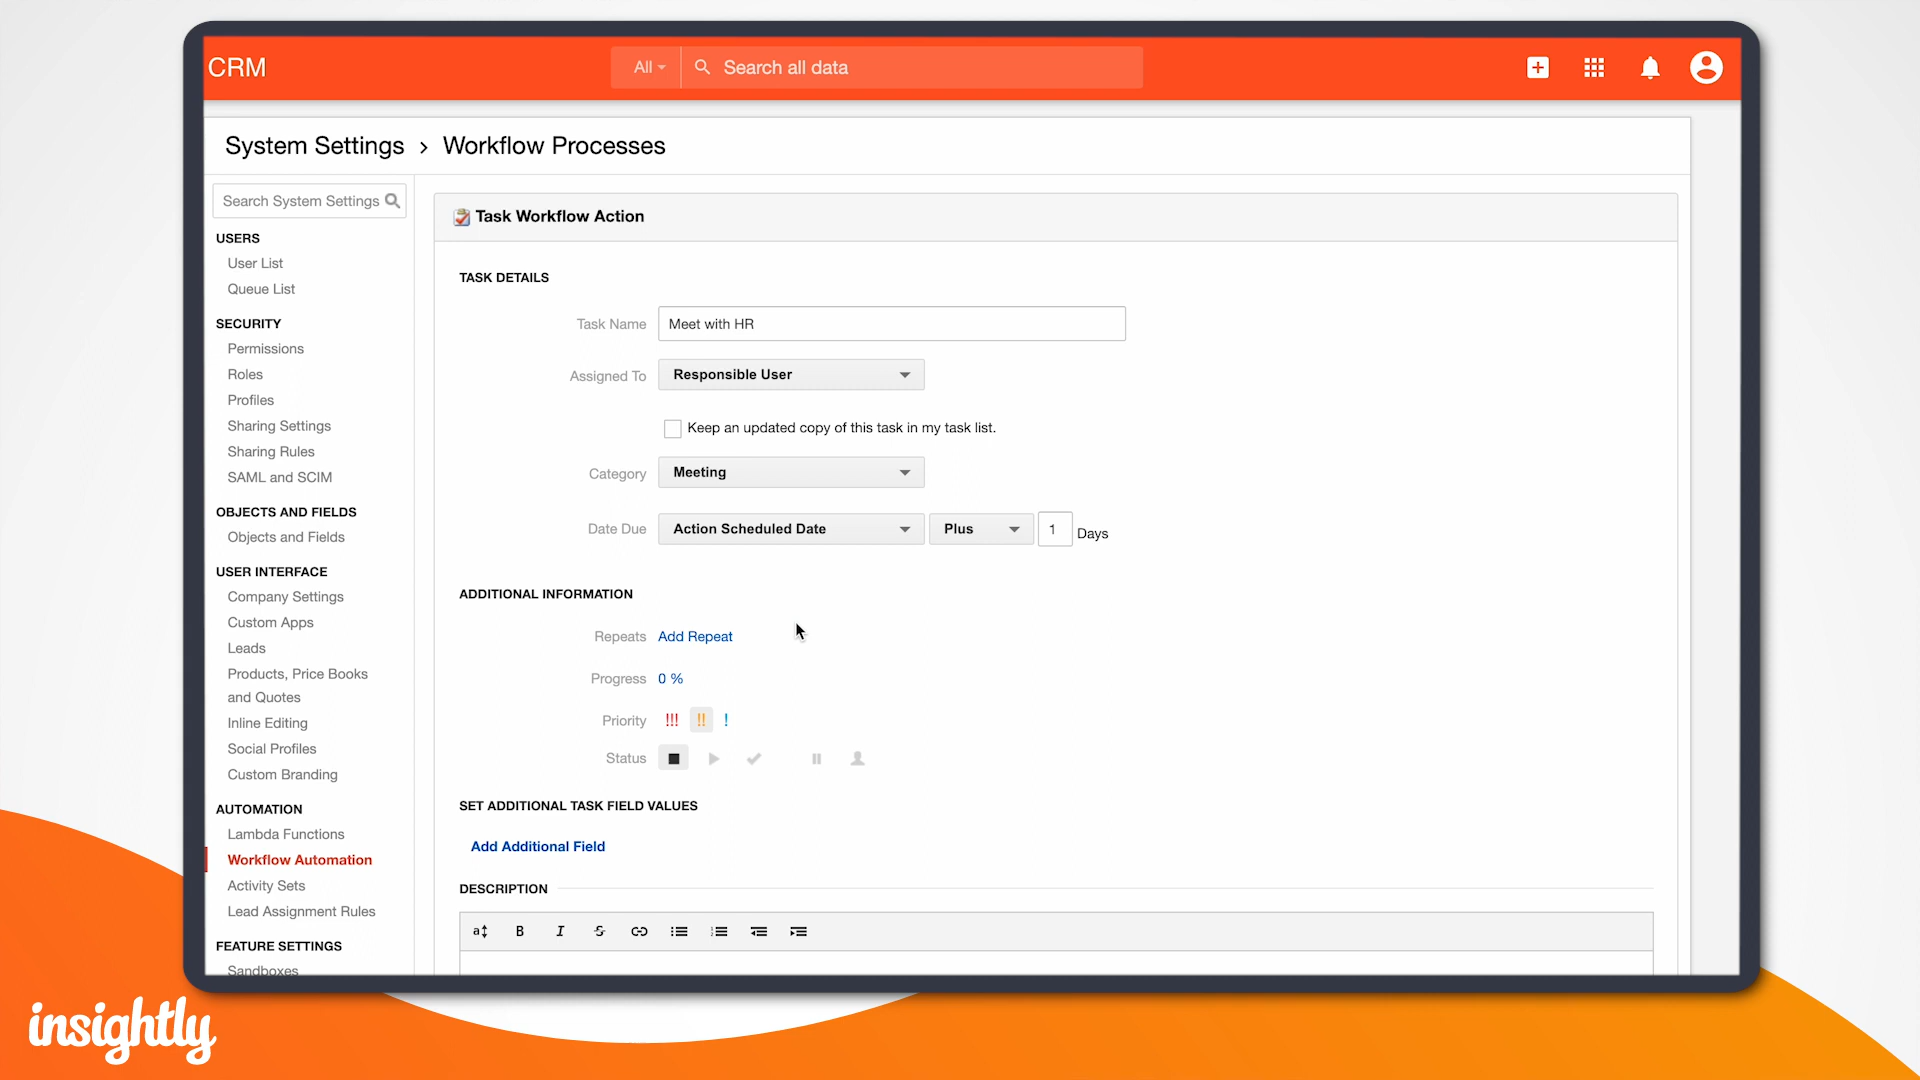 CRM
All
Search all data
System Settings > Workflow Processes
Search System Settings
USERS
User List
Queue List
SECURITY
Permissions
Roles
Profiles
Sharing Settings
Sharing Rules
SAML and SCIM
OBJECTS AND FIELDS
Objects and Fields
USER INTERFACE
Company Settings
Custom Apps
Leads
Products, Price Books
and Quotes
Inline Editing
Social Profiles
Custom Branding
AUTOMATION
Lambda Functions
Workflow Automation
Activity Sets
Lead Assignment Rules
FEATURE SETTINGS
Sandboxes
Task Workflow Action
TASK DETAILS
Task Name Meet with HR
Assigned To Responsible User
Keep an updated copy of this task in my task list.
Category Meeting
Date Due Action Scheduled Date Plus 1 Days
ADDITIONAL INFORMATION
Repeats Add Repeat
Progress 0 %
Priority !!! !! !
Status
SET ADDITIONAL TASK FIELD VALUES
Add Additional Field
DESCRIPTION
a B I S
insightly